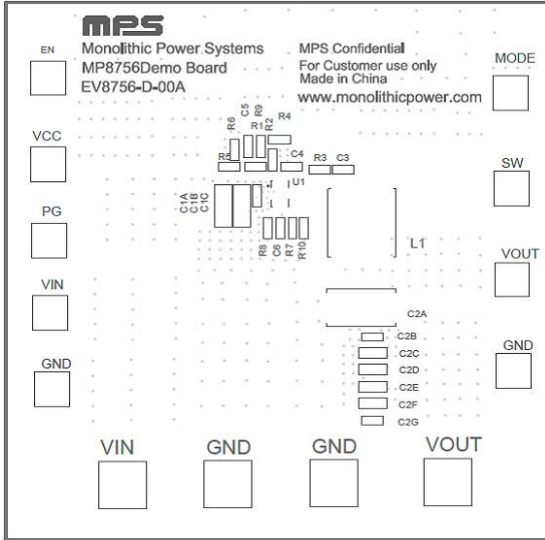 mps
Monolithic Power Systems
MP8756Demo Board
EV8756-D-00A
MPS Confidential
For Customer use only
Made in China
www.monolithicpower.com
EN
MODE
VCC
SW
PG
VOUT
VIN
GND
GND
C5
R9
R6
R1
R2
R4
R5
C4
R3
C3
U1
C1A
C1B
C1C
R8
C6
R7
R10
L1
C2A
C2B
C2C
C2D
C2E
C2F
C2G
VIN
GND
GND
VOUT